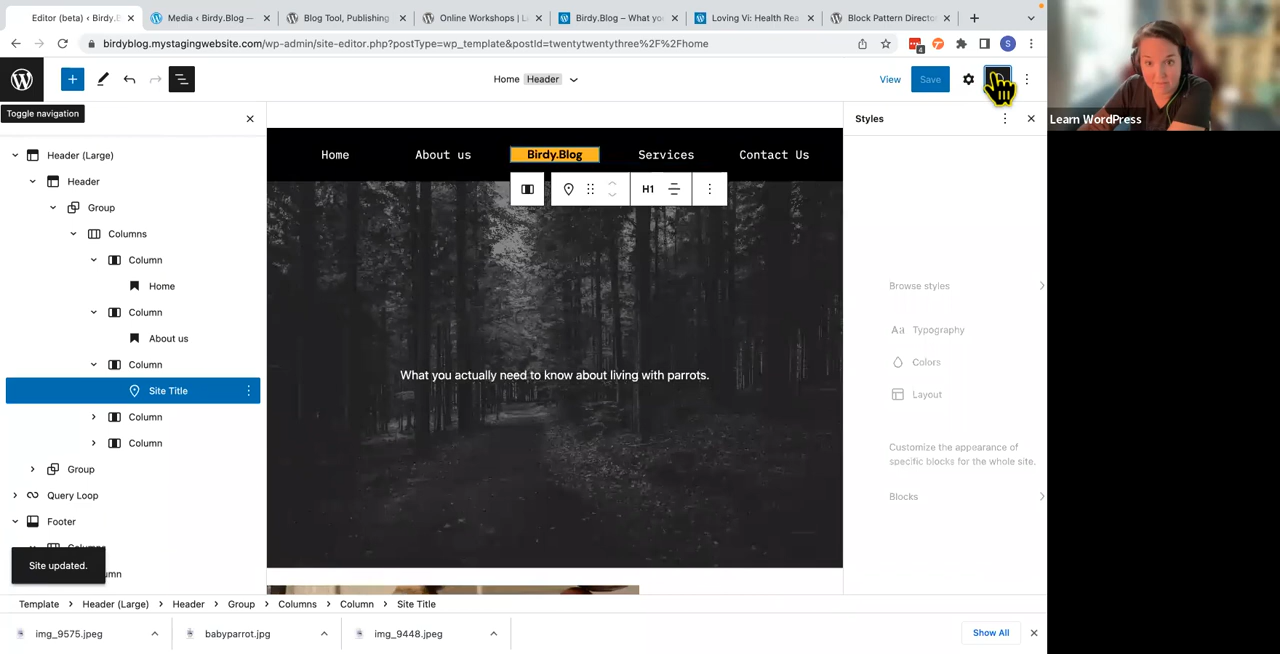 Editor (beta) ‹ Birdy.B
Media ‹ Birdy.Blog —
Blog Tool, Publishing
Online Workshops | L
Birdy.Blog – What you
Loving Vi: Health Rea
Block Pattern Director
birdyblog.mystagingwebsite.com/wp-admin/site-editor.php?postType=wp_template&postId=twentytwentythree%2F%2Fhome
4
S
Home Header
View
Save
Toggle navigation
Learn WordPress
Styles
Header (Large)
Header
Group
Columns
Column
Home
Column
About us
Column
Site Title
Column
Column
Group
Query Loop
Footer
Site updated.
Home
About us
Birdy.Blog
Services
Contact Us
H1
What you actually need to know about living with parrots.
Browse styles
Aa Typography
Colors
Layout
Customize the appearance of
specific blocks for the whole site.
Blocks
Template > Header (Large) > Header > Group > Columns > Column > Site Title
img_9575.jpeg
babyparrot.jpg
img_9448.jpeg
Show All